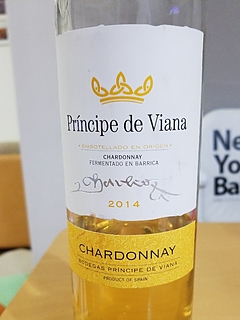 Príncipe de Viana
EMBOTELLADO EN ORIGEN
CHARDONNAY
FERMENTADO EN BARRICA
2014
CHARDONNAY
BODEGAS PRÍNCIPE DE VIANA
PRODUCT OF SPAIN
Ne
Yo
Ba